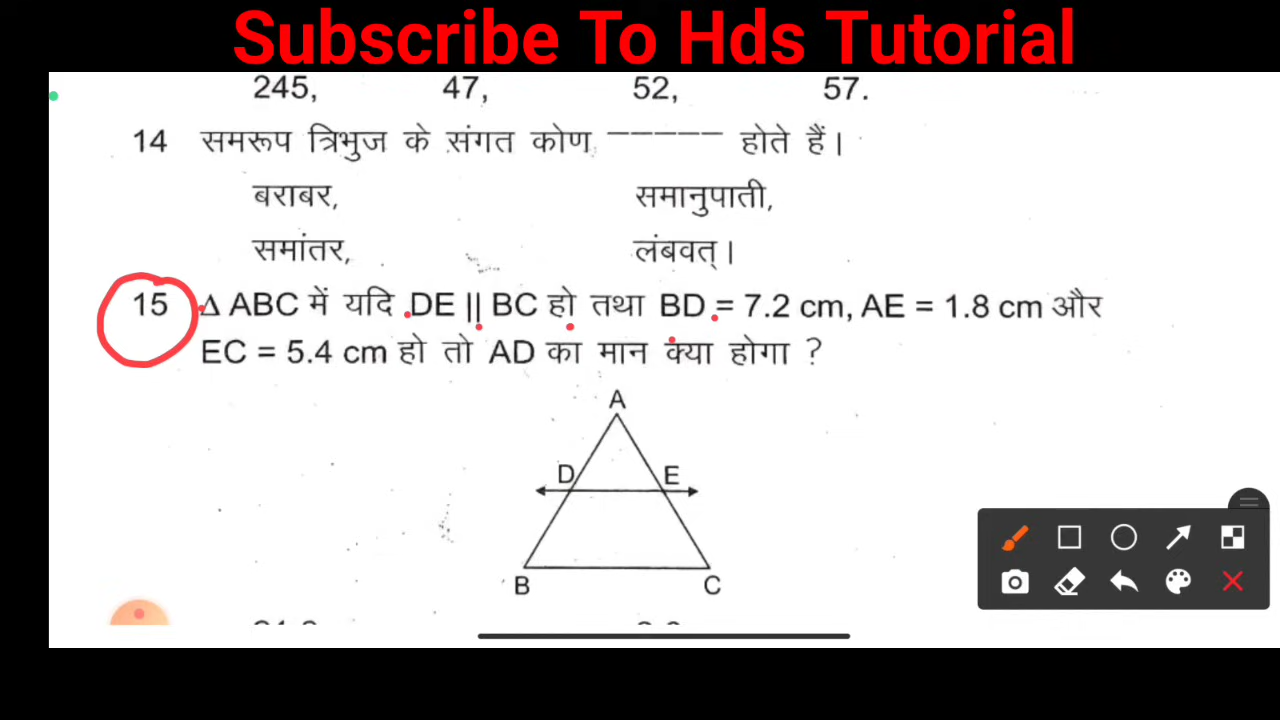 Subscribe To Hds Tutorial
245, 47, 52, 57.
14 समरूप त्रिभुज के संगत कोण _____ होते हैं।
बराबर, समानुपाती,
समांतर, लंबवत्।
15 Δ ABC में यदि DE || BC हो तथा BD = 7.2 cm, AE = 1.8 cm और
EC = 5.4 cm हो तो AD का मान क्या होगा ?
A
D E
B C